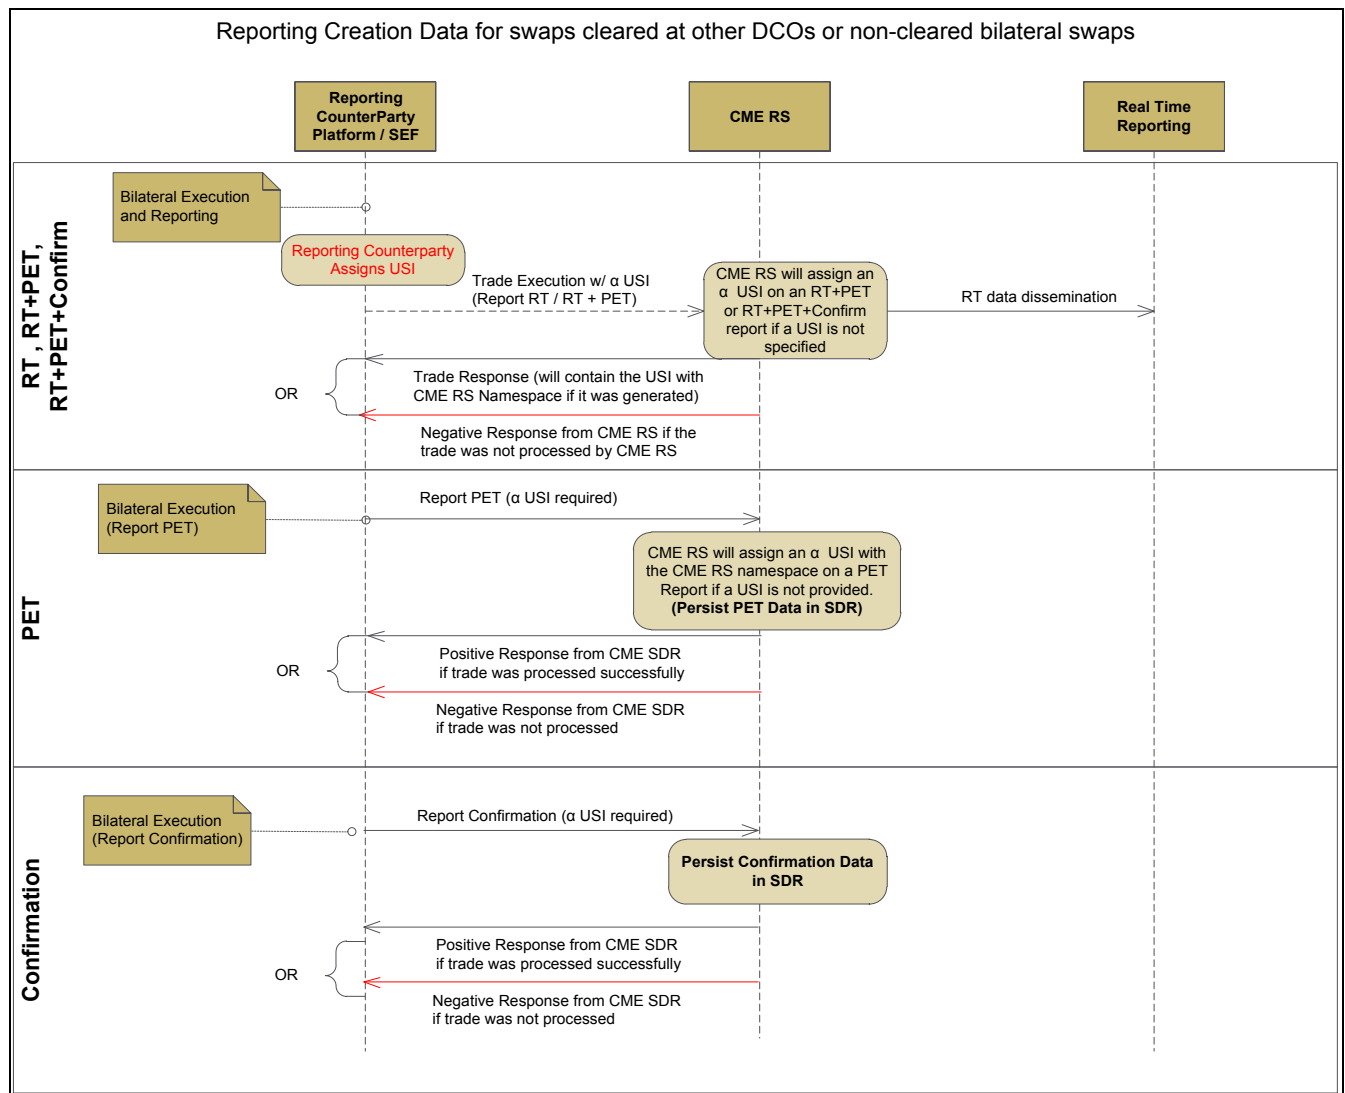 Reporting Creation Data for swaps cleared at other DCOs or non-cleared bilateral swaps
Reporting
CounterParty
Platform / SEF
CME RS
Real Time
Reporting
RT , RT+PET,
RT+PET+Confirm
Bilateral Execution
and Reporting
Reporting Counterparty
Assigns USI
Trade Execution w/ α USI
(Report RT / RT + PET)
CME RS will assign an
α  USI on an RT+PET
or RT+PET+Confirm
report if a USI is not
specified
RT data dissemination
OR
Trade Response (will contain the USI with
CME RS Namespace if it was generated)
Negative Response from CME RS if the
trade was not processed by CME RS
PET
Bilateral Execution
(Report PET)
Report PET (α USI required)
CME RS will assign an α  USI with
the CME RS namespace on a PET
Report if a USI is not provided.
(Persist PET Data in SDR)
OR
Positive Response from CME SDR
if trade was processed successfully
Negative Response from CME SDR
if trade was not processed
Confirmation
Bilateral Execution
(Report Confirmation)
Report Confirmation (α USI required)
Persist Confirmation Data
in SDR
OR
Positive Response from CME SDR
if trade was processed successfully
Negative Response from CME SDR
if trade was not processed